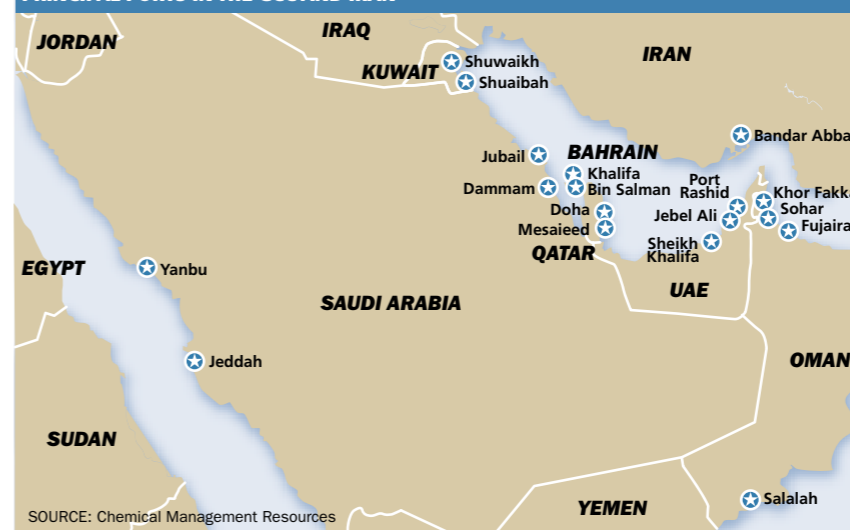 JORDAN
IRAQ
IRAN
KUWAIT
Shuwaikh
Shuaibah
Bandar Abba
Jubail
BAHRAIN
Khalifa
Dammam
Bin Salman
Port
Rashid
Khor Fakka
Doha
Jebel Ali
Sohar
Mesaieed
Fujaira
QATAR
Sheikh
Khalifa
EGYPT
Yanbu
UAE
SAUDI ARABIA
Jeddah
OMAN
SUDAN
YEMEN
Salalah
SOURCE: Chemical Management Resources